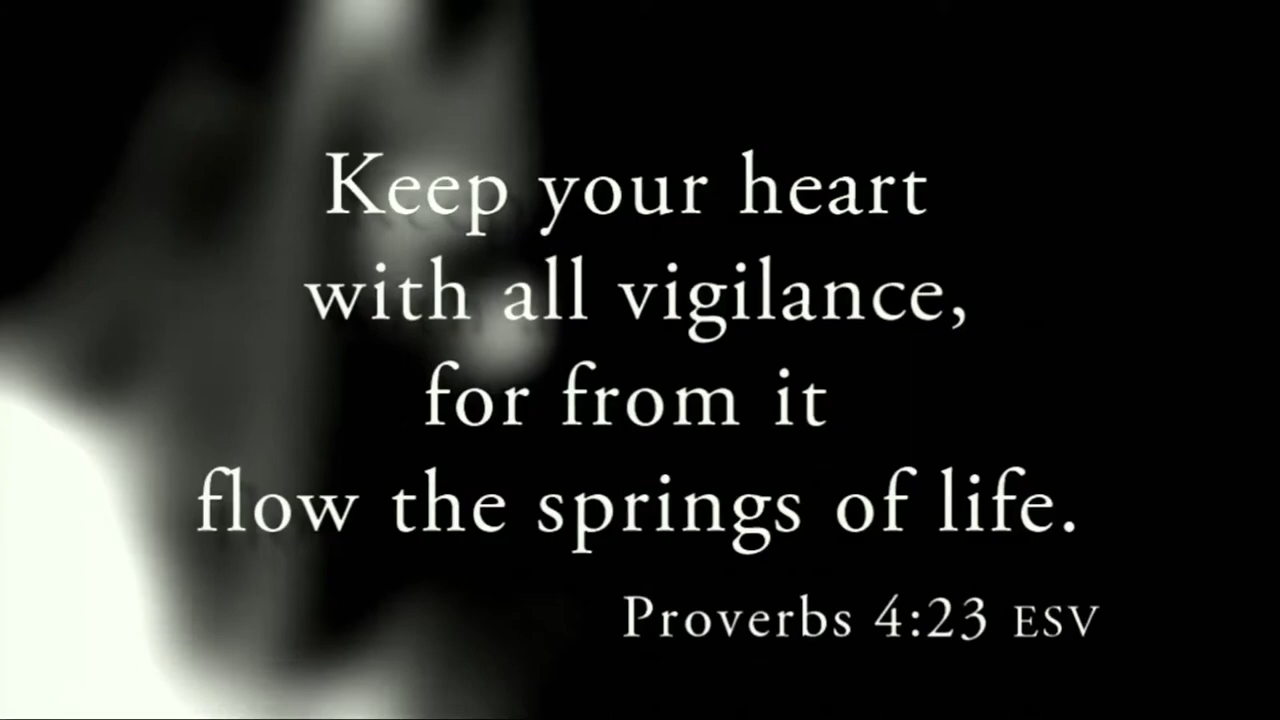 Keep your heart
with all vigilance,
for from it
flow the springs of life.
Proverbs 4:23 ESV